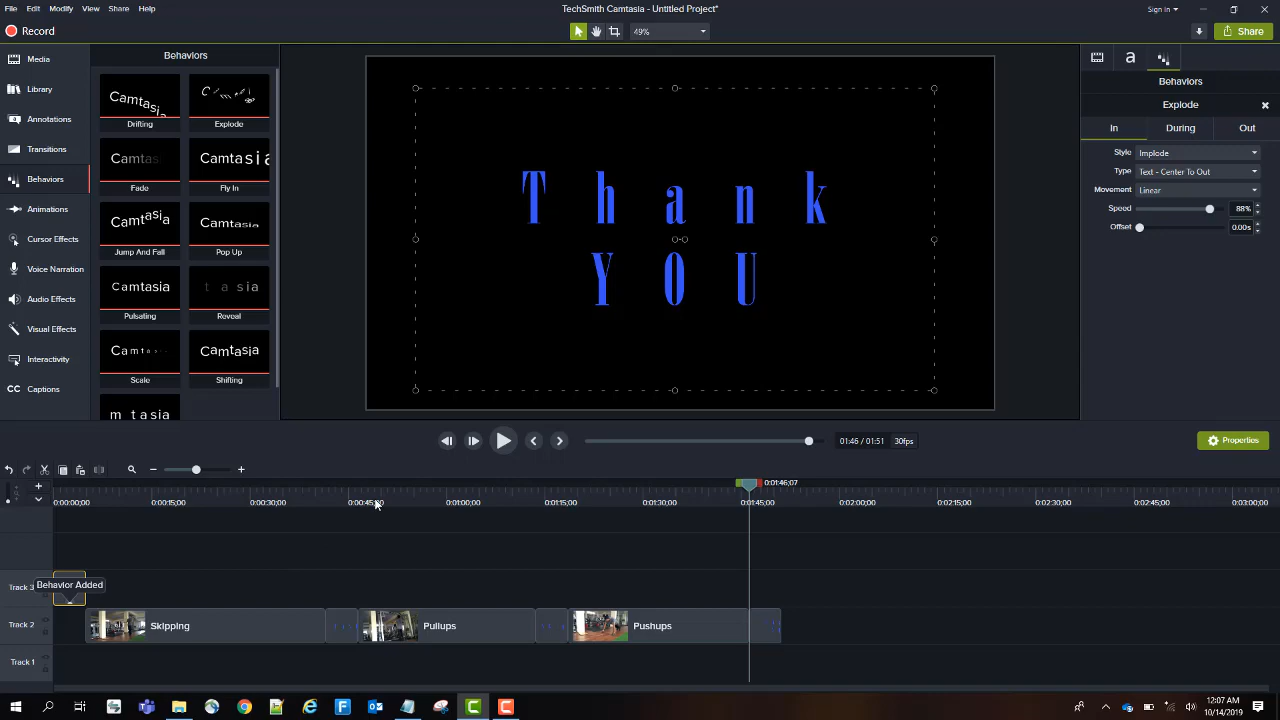 File Edit Modify View Share Help
TechSmith Camtasia - Untitled Project*
Sign in
Record
49%
Share
Media
Library
Annotations
Transitions
Behaviors
Animations
Cursor Effects
Voice Narration
Audio Effects
Visual Effects
Interactivity
CC Captions
Behaviors
Camtasia
Drifting
Explode
Camtas
Fade
Camtasia
Fly In
Camtasia
Jump And Fall
Camtasia
Pop Up
Camtasia
Pulsating
t a sia
Reveal
Camtas
Scale
Camtasia
Shifting
m tasia
Thank
YOU
a
Behaviors
Explode
In During Out
Style Implode
Type Text - Center To Out
Movement Linear
Speed 88%
Offset 0.00s
01:46 / 01:51 30fps
Properties
0:01:46;07
0:00:00;00 0:00:15;00 0:00:30;00 0:00:45;00 0:01:00;00 0:01:15;00 0:01:30;00 0:01:45;00 0:02:00;00 0:02:15;00 0:02:30;00 0:02:45;00 0:03:00;00
Track 3
Behavior Added
Track 2
Skipping
Pullups
Pushups
Track 1
12:07 AM
10/14/2019